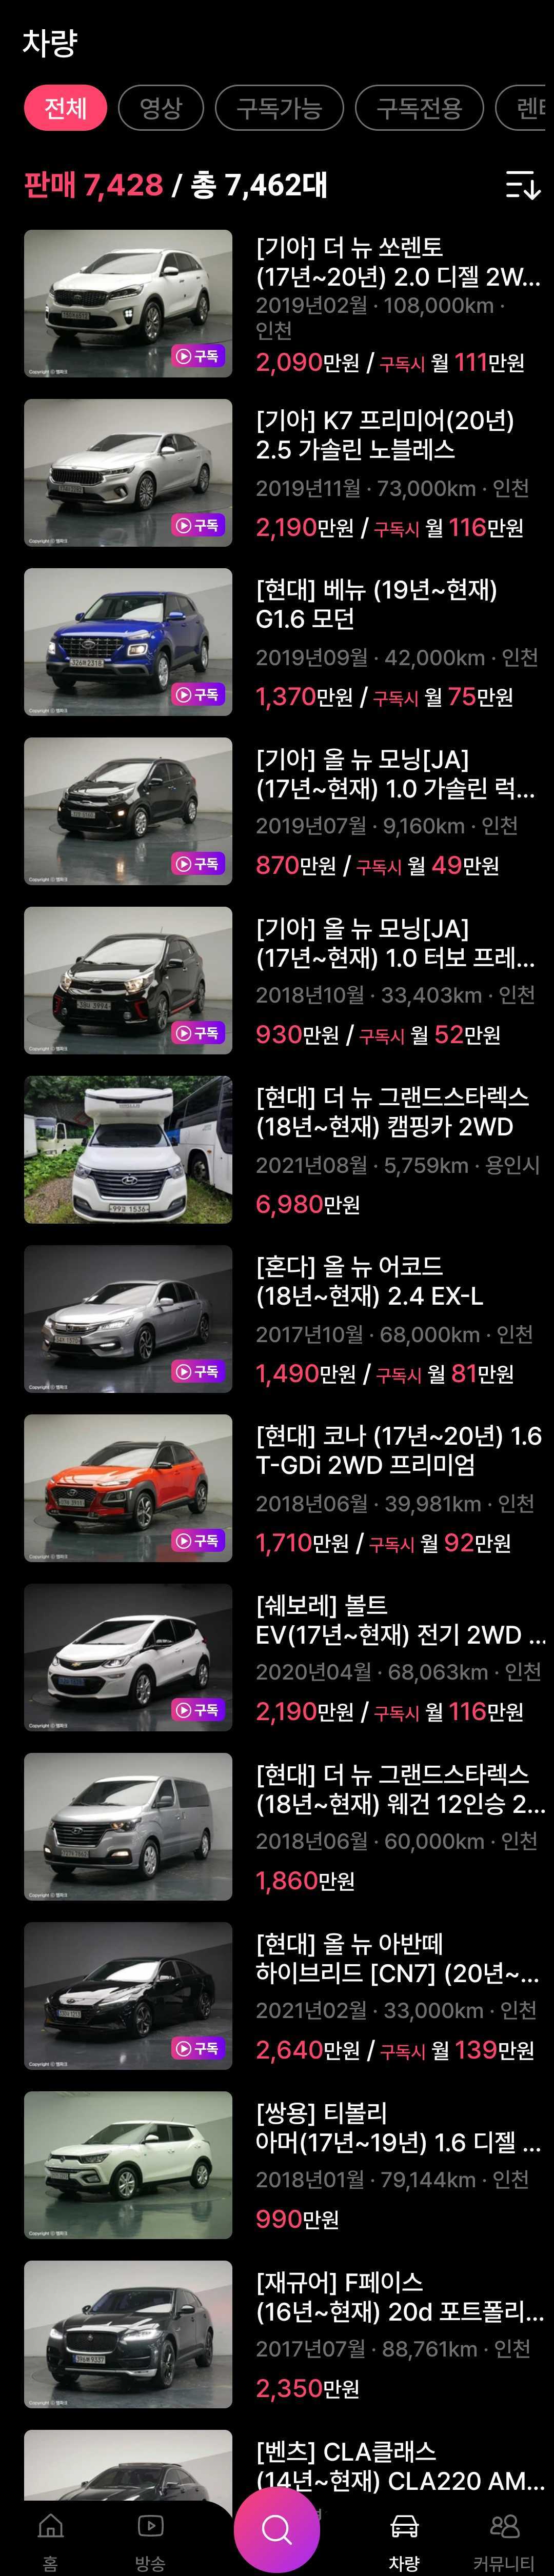 차량
전체 영상 구독가능 구독전용
판매 7,428 / 총 7,462대
[기아] 더 뉴 쏘렌토
(17년~20년) 2.0 디젤 2W...
2019년02월 · 108,000km ·
인천
구독
2,090만원 / 구독시 월 111만원
[기아] K7 프리미어(20년)
2.5 가솔린 노블레스
2019년11월 · 73,000km · 인천
구독
2,190만원 / 구독시 월 116만원
[현대] 베뉴 (19년~현재)
G1.6 모던
2019년09월 · 42,000km · 인천
구독
1,370만원 / 구독시 월 75만원
[기아] 올 뉴 모닝[JA]
(17년~현재) 1.0 가솔린 럭...
2019년07월 · 9,160km · 인천
구독
870만원 / 구독시 월 49만원
[기아] 올 뉴 모닝[JA]
(17년~현재) 1.0 터보 프레...
2018년10월 · 33,403km · 인천
구독
930만원 / 구독시 월 52만원
[현대] 더 뉴 그랜드스타렉스
(18년~현재) 캠핑카 2WD
2021년08월 · 5,759km · 용인시
6,980만원
[혼다] 올 뉴 어코드
(18년~현재) 2.4 EX-L
2017년10월 · 68,000km · 인천
구독
1,490만원 / 구독시 월 81만원
[현대] 코나 (17년~20년) 1.6
T-GDi 2WD 프리미엄
2018년06월 · 39,981km · 인천
구독
1,710만원 / 구독시 월 92만원
[쉐보레] 볼트
EV(17년~현재) 전기 2WD ...
2020년04월 · 68,063km · 인천
구독
2,190만원 / 구독시 월 116만원
[현대] 더 뉴 그랜드스타렉스
(18년~현재) 웨건 12인승 2...
2018년06월 · 60,000km · 인천
1,860만원
[현대] 올 뉴 아반떼
하이브리드 [CN7] (20년~...
2021년02월 · 33,000km · 인천
구독
2,640만원 / 구독시 월 139만원
[쌍용] 티볼리
아머(17년~19년) 1.6 디젤 ...
2018년01월 · 79,144km · 인천
990만원
[재규어] F페이스
(16년~현재) 20d 포트폴리...
2017년07월 · 88,761km · 인천
2,350만원
[벤츠] CLA클래스
(14년~현재) CLA220 AM...
홈 방송 차량 커뮤니티